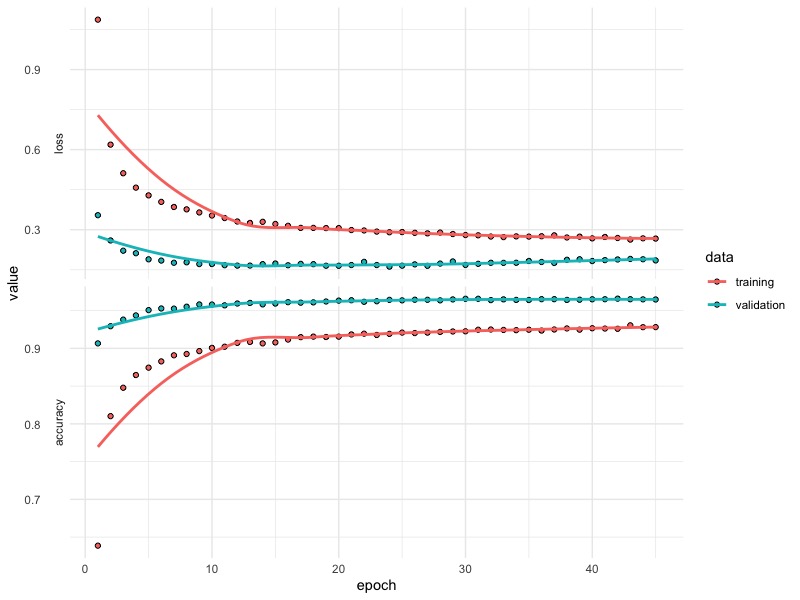 0.9
0.6
0.3
loss
value
0.9
0.8
0.7
accuracy
0 10 20 30 40
epoch
data
training
validation